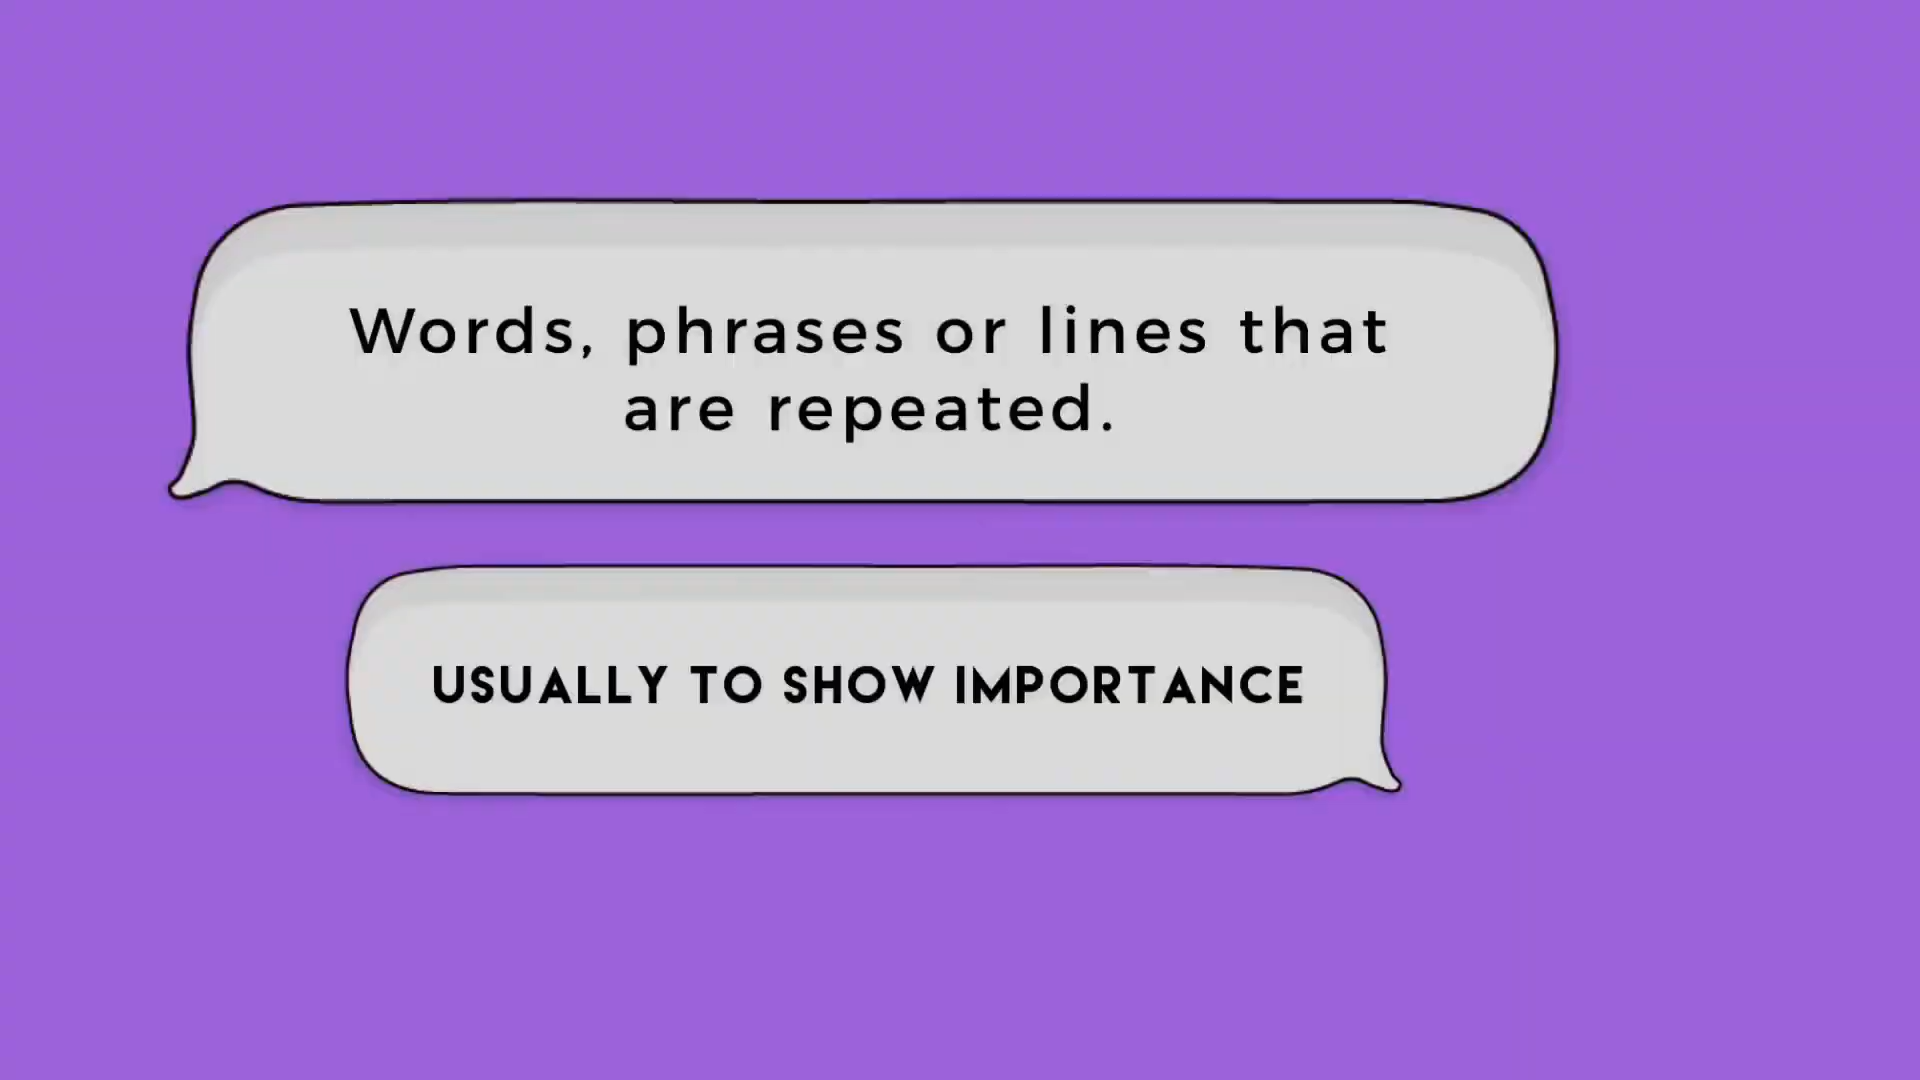 Words, phrases or lines that
are repeated.
USUALLY TO SHOW IMPORTANCE